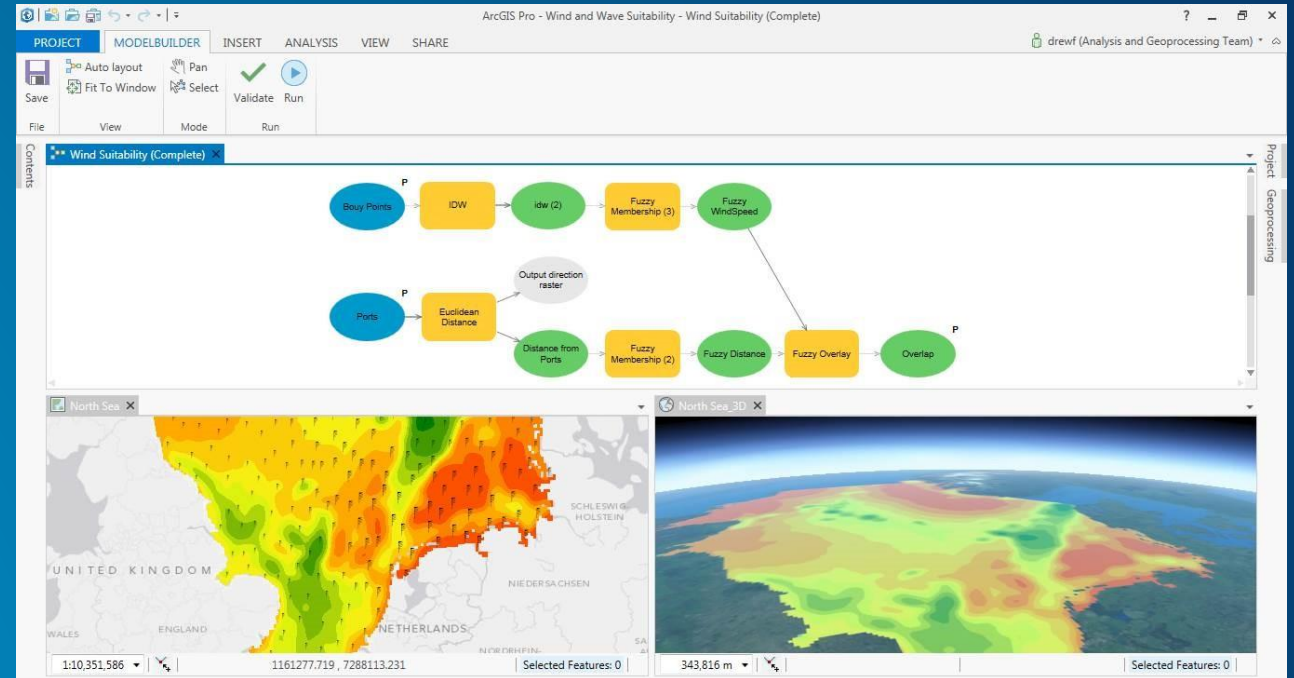 ArcGIS Pro - Wind and Wave Suitability - Wind Suitability (Complete)
?
PROJECT MODELBUILDER INSERT ANALYSIS VIEW SHARE
drewf (Analysis and Geoprocessing Team)
Auto layout
Pan
Fit To Window
Select
Save
Validate
Run
File
View
Mode
Run
Contents
Wind Suitability (Complete)
Project
Geoprocessing
P
Bouy Points
IDW
idw (2)
Fuzzy
Membership (3)
Fuzzy
WindSpeed
Output direction
raster
P
Ports
Euclidean
Distance
Distance from
Ports
Fuzzy
Membership (2)
Fuzzy Distance
Fuzzy Overlay
P
Overlap
North Sea
North Sea_3D
SCHLESWIG
HOLSTEIN
UNITED KINGDOM
NIEDERSACHSEN
WALES
ENGLAND
NETHERLANDS
NORDRHEIN-
SA
1:10,351,586
1161277.719 , 7288113.231
Selected Features: 0
343,816 m
Selected Features: 0